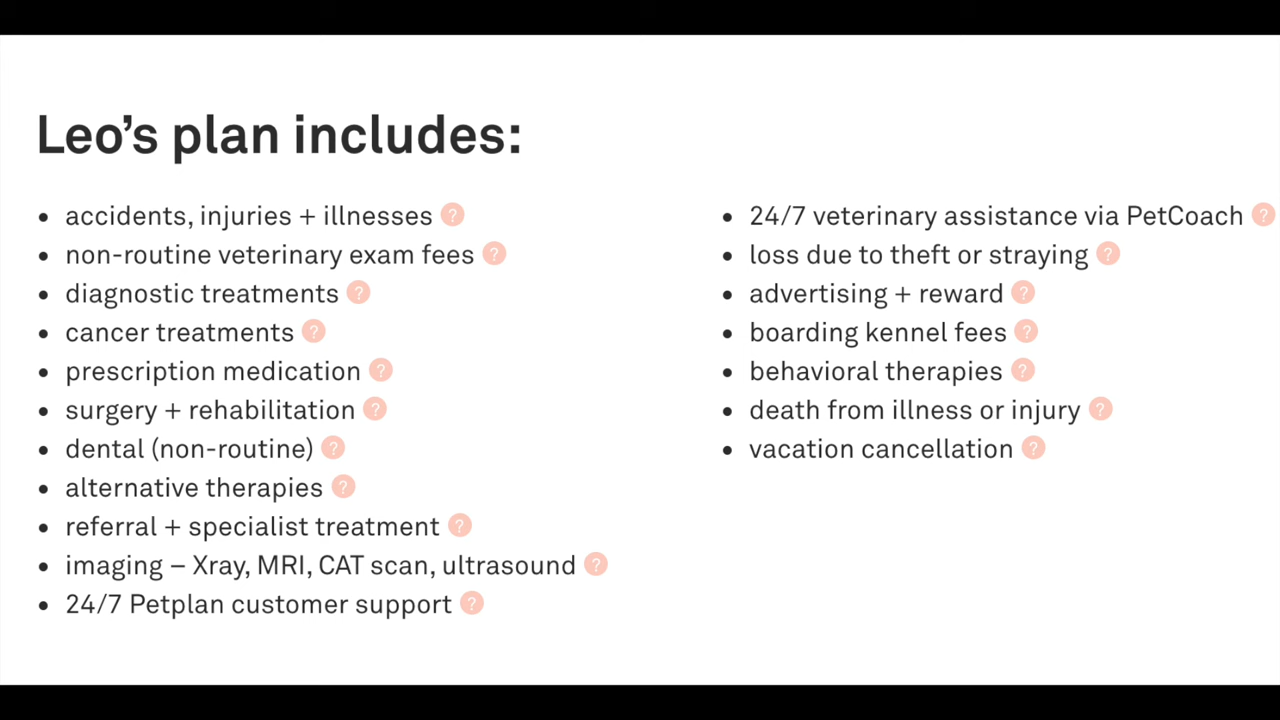 Leo’s plan includes:
• accidents, injuries + illnesses ?
• non-routine veterinary exam fees ?
• diagnostic treatments ?
• cancer treatments ?
• prescription medication ?
• surgery + rehabilitation ?
• dental (non-routine) ?
• alternative therapies ?
• referral + specialist treatment ?
• imaging – Xray, MRI, CAT scan, ultrasound ?
• 24/7 Petplan customer support ?
• 24/7 veterinary assistance via PetCoach ?
• loss due to theft or straying ?
• advertising + reward ?
• boarding kennel fees ?
• behavioral therapies ?
• death from illness or injury ?
• vacation cancellation ?